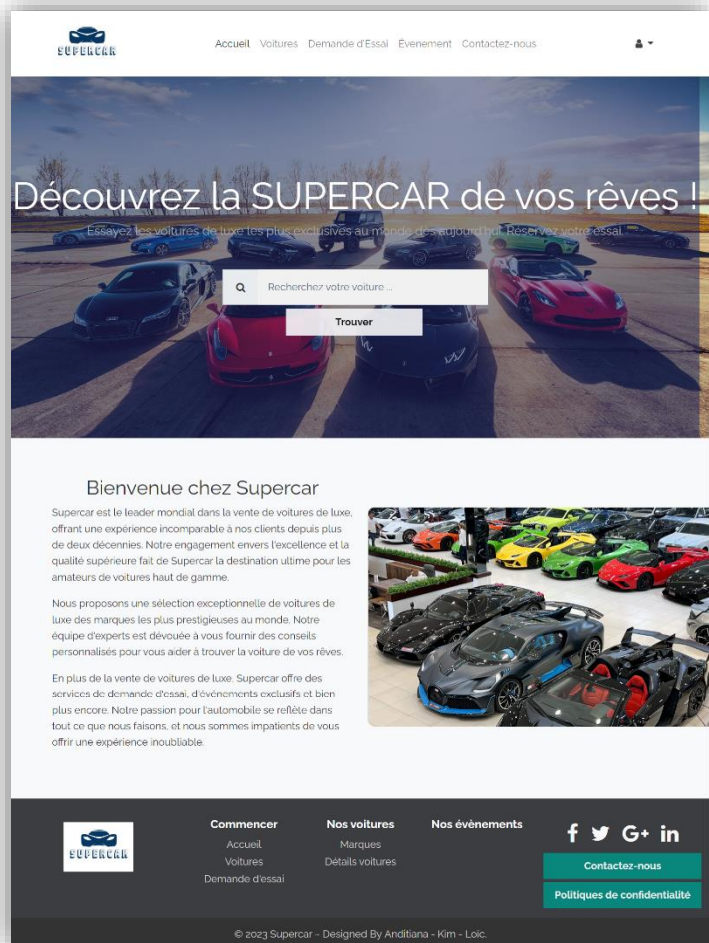 SUPERCAR
Accueil Voitures Demande d'Essai Évenement Contactez-nous
Découvrez la SUPERCAR de vos rêves !
Essayez les voitures de luxe les plus exclusives au monde dès aujourd'hui. Réservez votre essai.
Recherchez votre voiture ...
Trouver
Bienvenue chez Supercar
Supercar est le leader mondial dans la vente de voitures de luxe,
offrant une expérience incomparable à nos clients depuis plus
de deux décennies. Notre engagement envers l'excellence et la
qualité supérieure fait de Supercar la destination ultime pour les
amateurs de voitures haut de gamme.
Nous proposons une sélection exceptionnelle de voitures de
luxe des marques les plus prestigieuses au monde. Notre
équipe d'experts est dévouée à vous fournir des conseils
personnalisés pour vous aider à trouver la voiture de vos rêves.
En plus de la vente de voitures de luxe, Supercar offre des
services de demande d'essai, d'événements exclusifs et bien
plus encore. Notre passion pour l'automobile se reflète dans
tout ce que nous faisons, et nous sommes impatients de vous
offrir une expérience inoubliable.
SUPERCAR
Commencer
Accueil
Voitures
Demande d'essai
Nos voitures
Marques
Détails voitures
Nos évènements
f G+ in
Contactez-nous
Politiques de confidentialité
© 2023 Supercar - Designed By Anditiana - Kim - Loic.